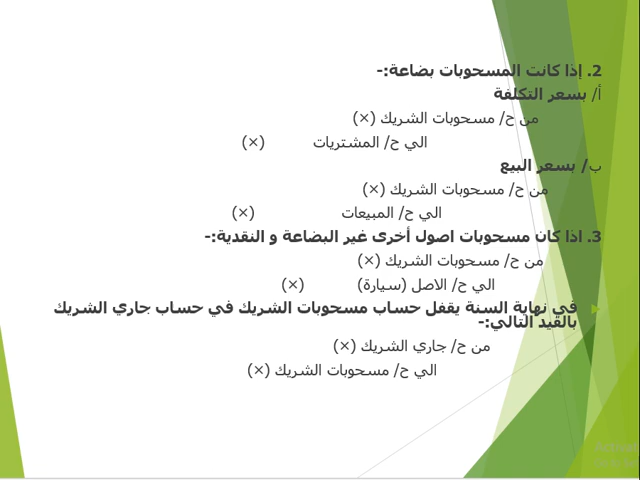 2. إذا كانت المسحوبات بضاعة:-
أ/ بسعر التكلفة
من ح/ مسحوبات الشريك (×)
الي ح/ المشتريات (×)
ب/ بسعر البيع
من ح/ مسحوبات الشريك (×)
الي ح/ المبيعات (×)
3. اذا كان مسحوبات اصول أخرى غير البضاعة و النقدية:-
من ح/ مسحوبات الشريك (×)
الي ح/ الاصل (سيارة) (×)
في نهاية السنة يقفل حساب مسحوبات الشريك في حساب جاري الشريك
بالقيد التالي:-
من ح/ جاري الشريك (×)
الي ح/ مسحوبات الشريك (×)